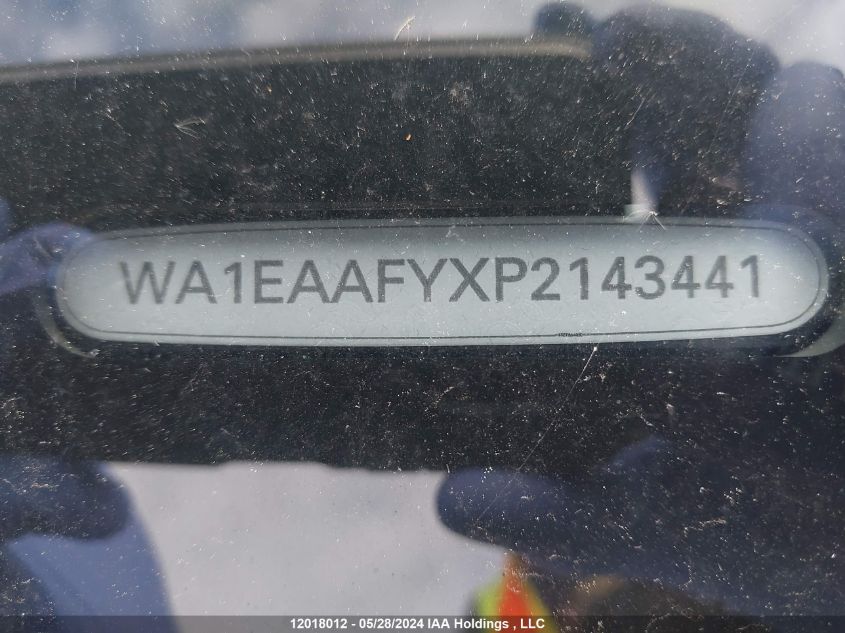 WA1EAAFYXP2143441
12018012 - 05/28/2024 IAA Holdings , LLC